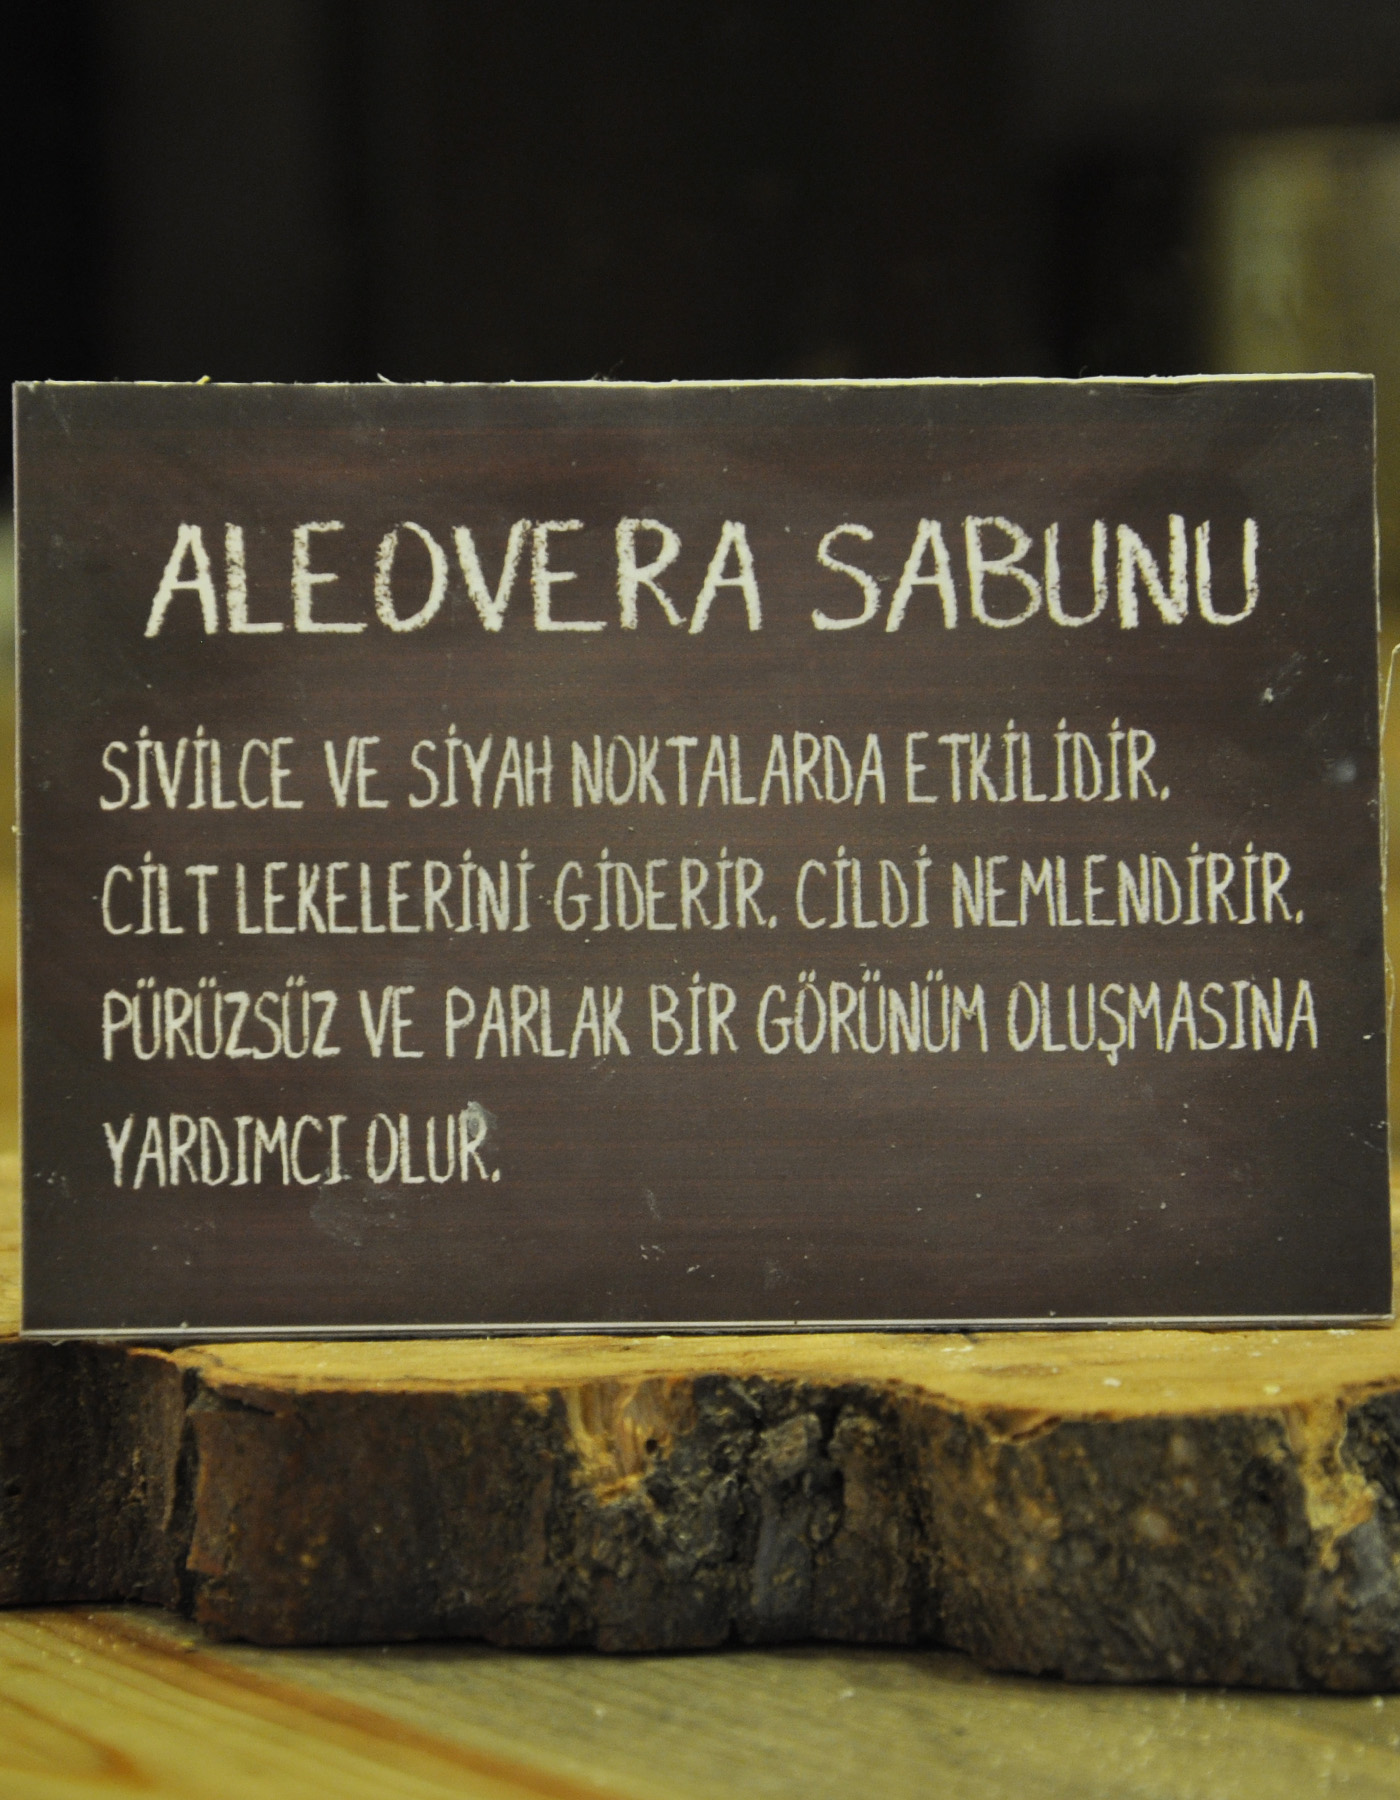 ALEOVERA SABUNU
SİVİLCE VE SİYAH NOKTALARDA ETKİLİDİR.
CİLT LEKELERİNİ GİDERİR. CİLDİ NEMLENDİRİR.
PÜRÜZSÜZ VE PARLAK BİR GÖRÜNÜM OLUŞMASINA
YARDIMCI OLUR.